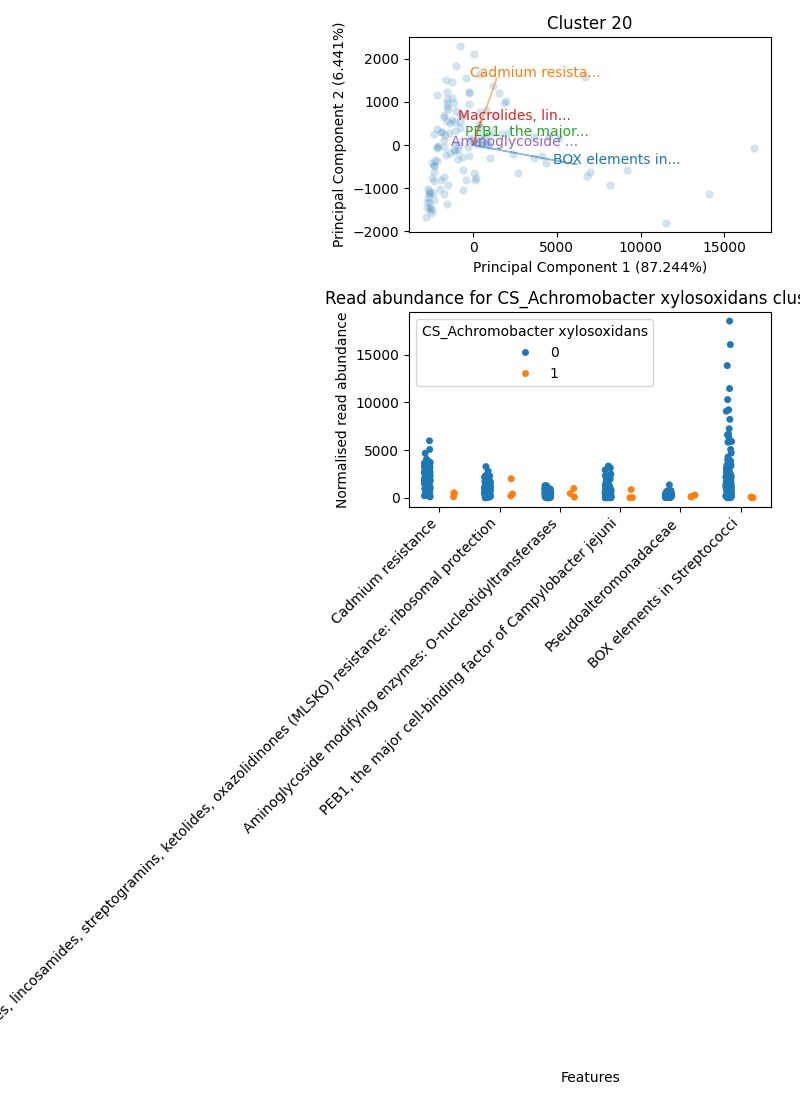 Cluster 20
Principal Component 2 (6.441%)
2000
1000
0
−1000
−2000
Cadmium resista...
Macrolides, lin...
PEB1, the major...
Aminoglycoside ...
BOX elements in...
0
5000
10000
15000
Principal Component 1 (87.244%)
Read abundance for CS_Achromobacter xylosoxidans
Normalised read abundance
15000
10000
5000
0
CS_Achromobacter xylosoxidans
0
1
Cadmium resistance
lincosamides, streptogramins, ketolides, oxazolidinones (MLSKO) resistance: ribosomal protection
Aminoglycoside modifying enzymes: O-nucleotidyltransferases
PEB1, the major cell-binding factor of Campylobacter jejuni
Pseudoalteromonadaceae
BOX elements in Streptococci
Features